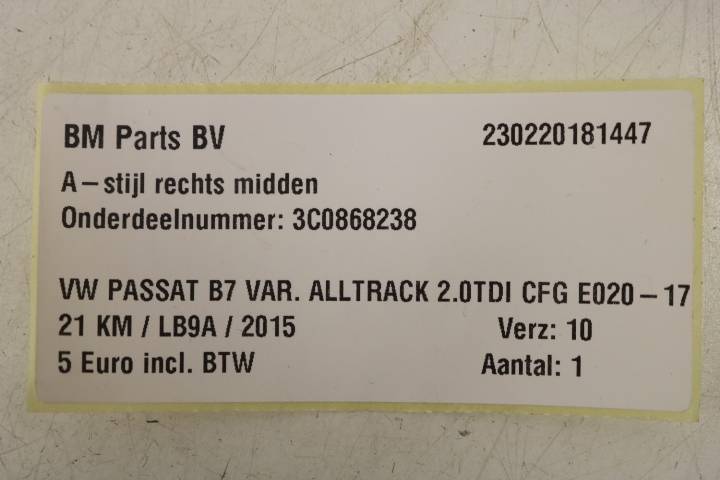 BM Parts BV 230220181447
A-stijl rechts midden
Onderdeelnummer: 3C0868238
VW PASSAT B7 VAR. ALLTRACK 2.0TDI CFG E020-17
21 KM / LB9A / 2015 Verz: 10
5 Euro incl. BTW Aantal: 1